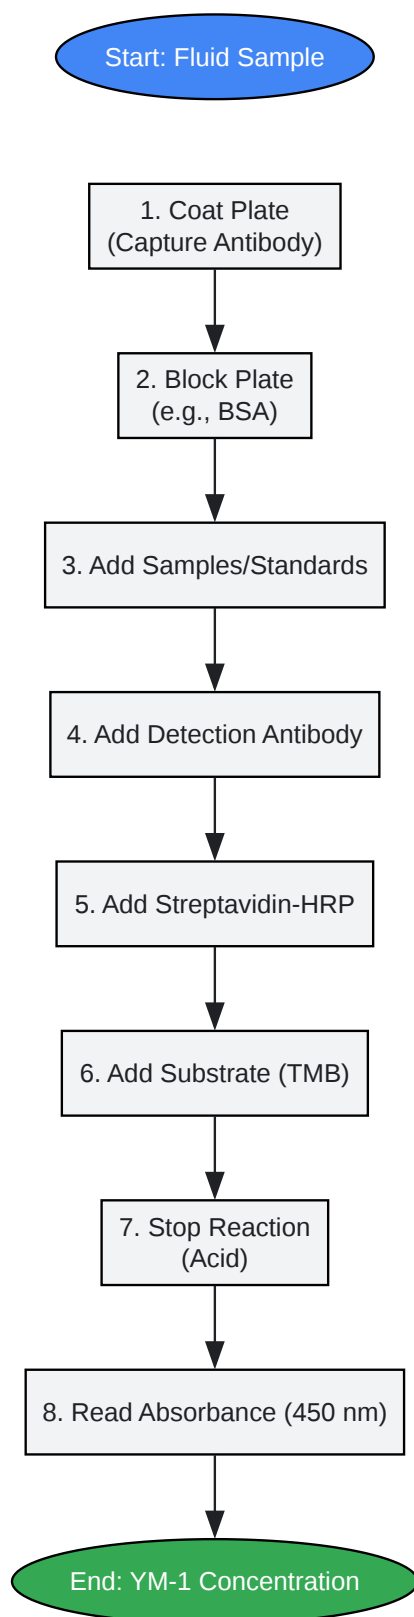 Start: Fluid Sample
1. Coat Plate
(Capture Antibody)
2. Block Plate
(e.g., BSA)
3. Add Samples/Standards
4. Add Detection Antibody
5. Add Streptavidin-HRP
6. Add Substrate (TMB)
7. Stop Reaction
(Acid)
8. Read Absorbance (450 nm)
End: YM-1 Concentration